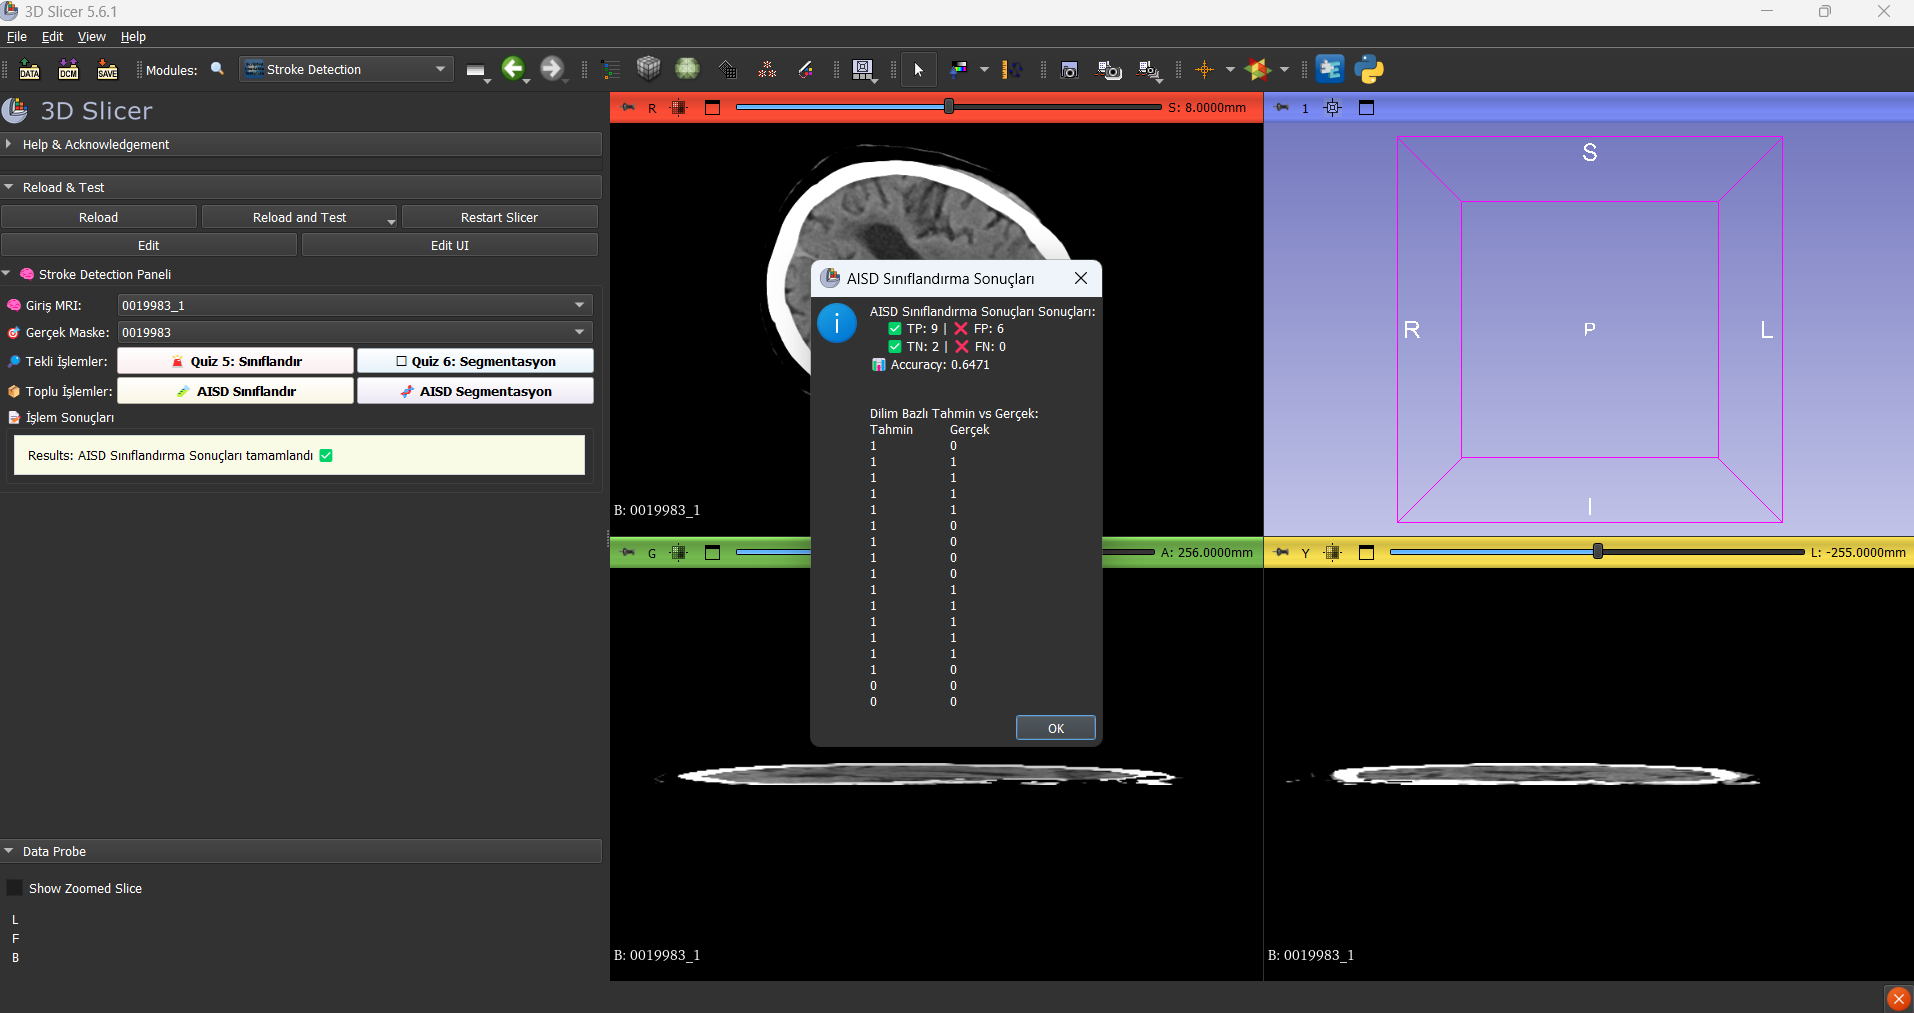 3D Slicer 5.6.1
File Edit View Help
DATA DCM SAVE Modules: Stroke Detection
3D Slicer
Help & Acknowledgement
Reload & Test
Reload Reload and Test Restart Slicer
Edit Edit UI
Stroke Detection Paneli
Giriş MRI: 0019983_1
Gerçek Maske: 0019983
Tekli İşlemler: Quiz 5: Sınıflandır Quiz 6: Segmentasyon
Toplu İşlemler: AISD Sınıflandır AISD Segmentasyon
İşlem Sonuçları
Results: AISD Sınıflandırma Sonuçları tamamlandı ✅
Data Probe
Show Zoomed Slice
L
F
B
R S: 8.0000mm
B: 0019983_1
1
S
R P L
I
G A: 256.0000mm
B: 0019983_1
Y L: -255.0000mm
B: 0019983_1
AISD Sınıflandırma Sonuçları
AISD Sınıflandırma Sonuçları Sonuçları:
✅ TP: 9 | ❌ FP: 6
✅ TN: 2 | ❌ FN: 0
📊 Accuracy: 0.6471
Dilim Bazlı Tahmin vs Gerçek:
Tahmin Gerçek
1 0
1 1
1 1
1 1
1 1
1 0
1 0
1 0
1 0
1 1
1 1
1 1
1 1
1 1
1 0
0 0
0 0
OK